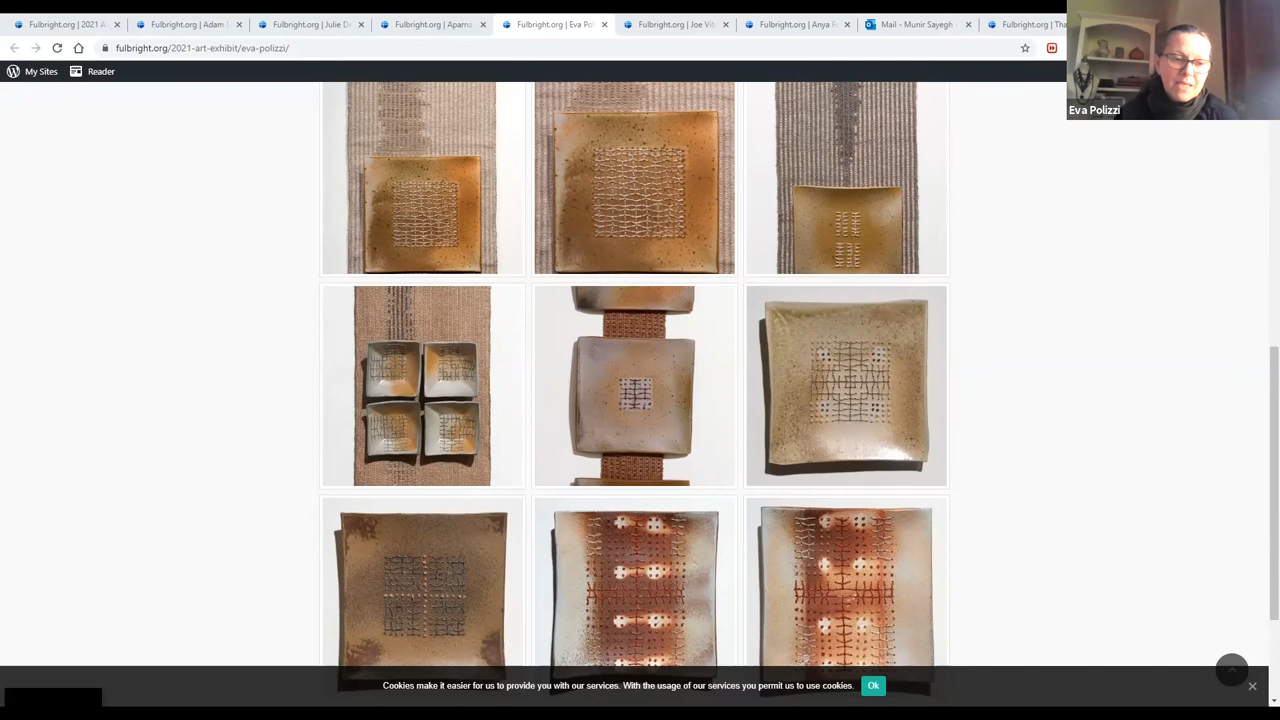 Fulbright.org | 2021 A
Fulbright.org | Adam
Fulbright.org | Julie De
Fulbright.org | Aparna
Fulbright.org | Eva Po
Fulbright.org | Joe Vit
Fulbright.org | Anya F
Mail - Munir Sayegh -
Fulbright.org | Tha
fulbright.org/2021-art-exhibit/eva-polizzi/
My Sites
Reader
Eva Polizzi
Cookies make it easier for us to provide you with our services. With the usage of our services you permit us to use cookies.
Ok